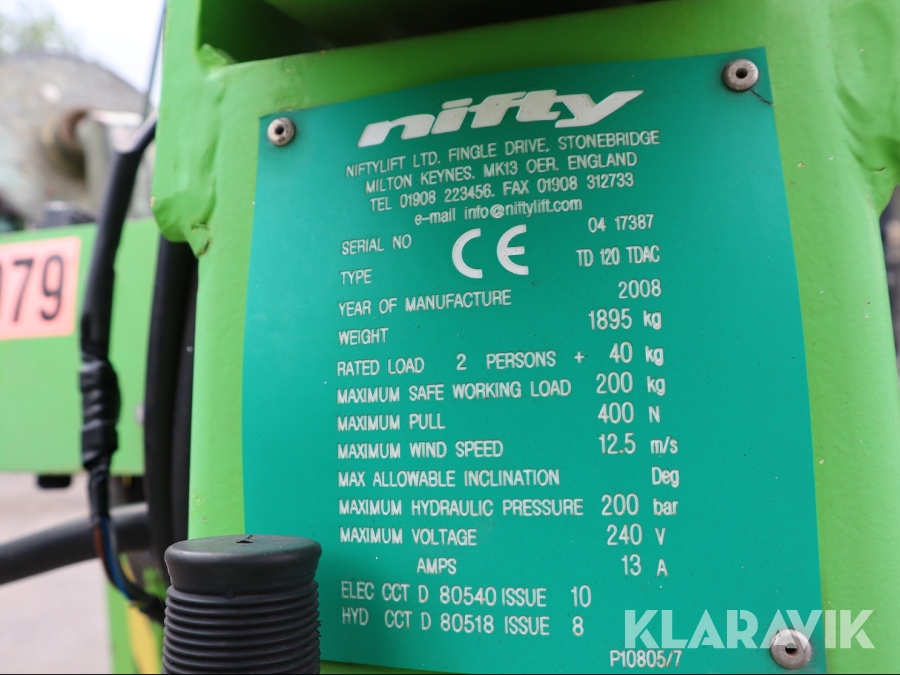 nifty
NIFTYLIFT LTD. FINGLE DRIVE, STONEBRIDGE
MILTON KEYNES. MK13 OER. ENGLAND
TEL 01908 223456. FAX 01908 312733
e-mail info@niftylift.com
SERIAL NO CE 04 17387
TYPE TD 120 TDAC
YEAR OF MANUFACTURE 2008
WEIGHT 1895 kg
RATED LOAD 2 PERSONS + 40 kg
MAXIMUM SAFE WORKING LOAD 200 kg
MAXIMUM PULL 400 N
MAXIMUM WIND SPEED 12.5 m/s
MAX ALLOWABLE INCLINATION Deg
MAXIMUM HYDRAULIC PRESSURE 200 bar
MAXIMUM VOLTAGE 240 V
AMPS 13 A
ELEC CCT D 80540 ISSUE 10
HYD CCT D 80518 ISSUE 8
P10805/7
079
KLARAVIK